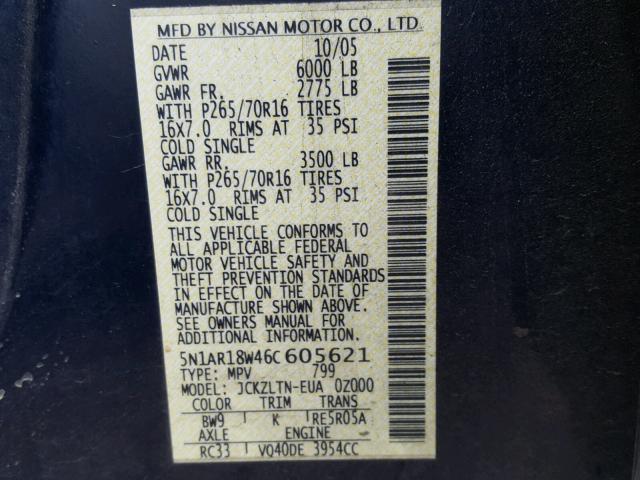 MFD BY NISSAN MOTOR CO., LTD
DATE 10/05
GVWR 6000 LB
GAWR FR. 2775 LB
WITH P265/70R16 TIRES
16X7.0 RIMS AT 35 PSI
COLD SINGLE
GAWR RR. 3500 LB
WITH P265/70R16 TIRES
16X7.0 RIMS AT 35 PSI
COLD SINGLE
THIS VEHICLE CONFORMS TO
ALL APPLICABLE FEDERAL
MOTOR VEHICLE SAFETY AND
THEFT PREVENTION STANDARDS
IN EFFECT ON THE DATE OF
MANUFACTURE SHOWN ABOVE.
SEE OWNERS MANUAL FOR
ADDITIONAL INFORMATION.
5N1AR18W46C605621
TYPE: MPV 799
MODEL: JCKZLTN-EUA 0Z000
COLOR TRIM TRANS
BW9 K RE5R05A
AXLE ENGINE
RC33 VQ40DE 3954CC